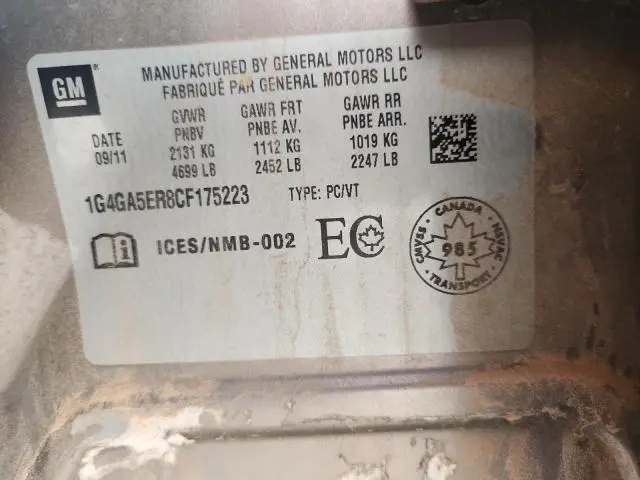 GM®
MANUFACTURED BY GENERAL MOTORS LLC
FABRIQUÉ PAR GENERAL MOTORS LLC
DATE
09/11
GVWR
PNBV
2131 KG
4699 LB
GAWR FRT
PNBE AV.
1112 KG
2452 LB
GAWR RR
PNBE ARR.
1019 KG
2247 LB
1G4GA5ER8CF175223
TYPE: PC/VT
ICES/NMB-002
EC
CANADA
CMVSS
NSVAC
985
TRANSPORT